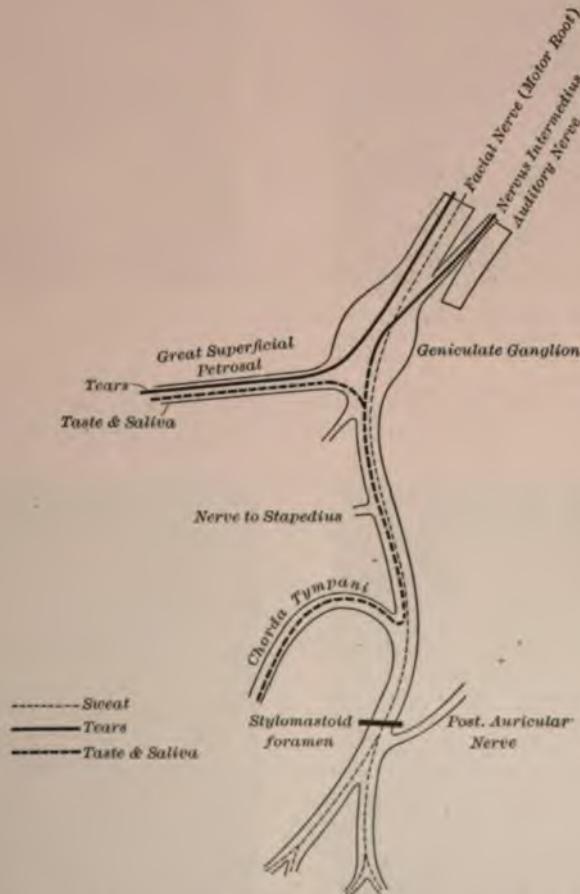 Facial Nerve (Motor Root)
Nervus Intermedius
Auditory Nerve
Great Superficial
Petrosal
Geniculate Ganglion
Tears
Taste & Saliva
Nerve to Stapedius
Chorda Tympani
Sweat
Tears
Taste & Saliva
Stylomastoid
foramen
Post. Auricular
Nerve